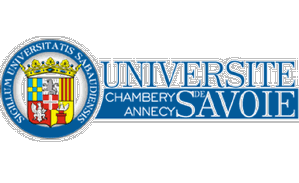 SIGILLUM UNIVERSITATIS SABAUDIENSIS
UNIVERSITE
CHAMBERY DE SAVOIE
ANNECY